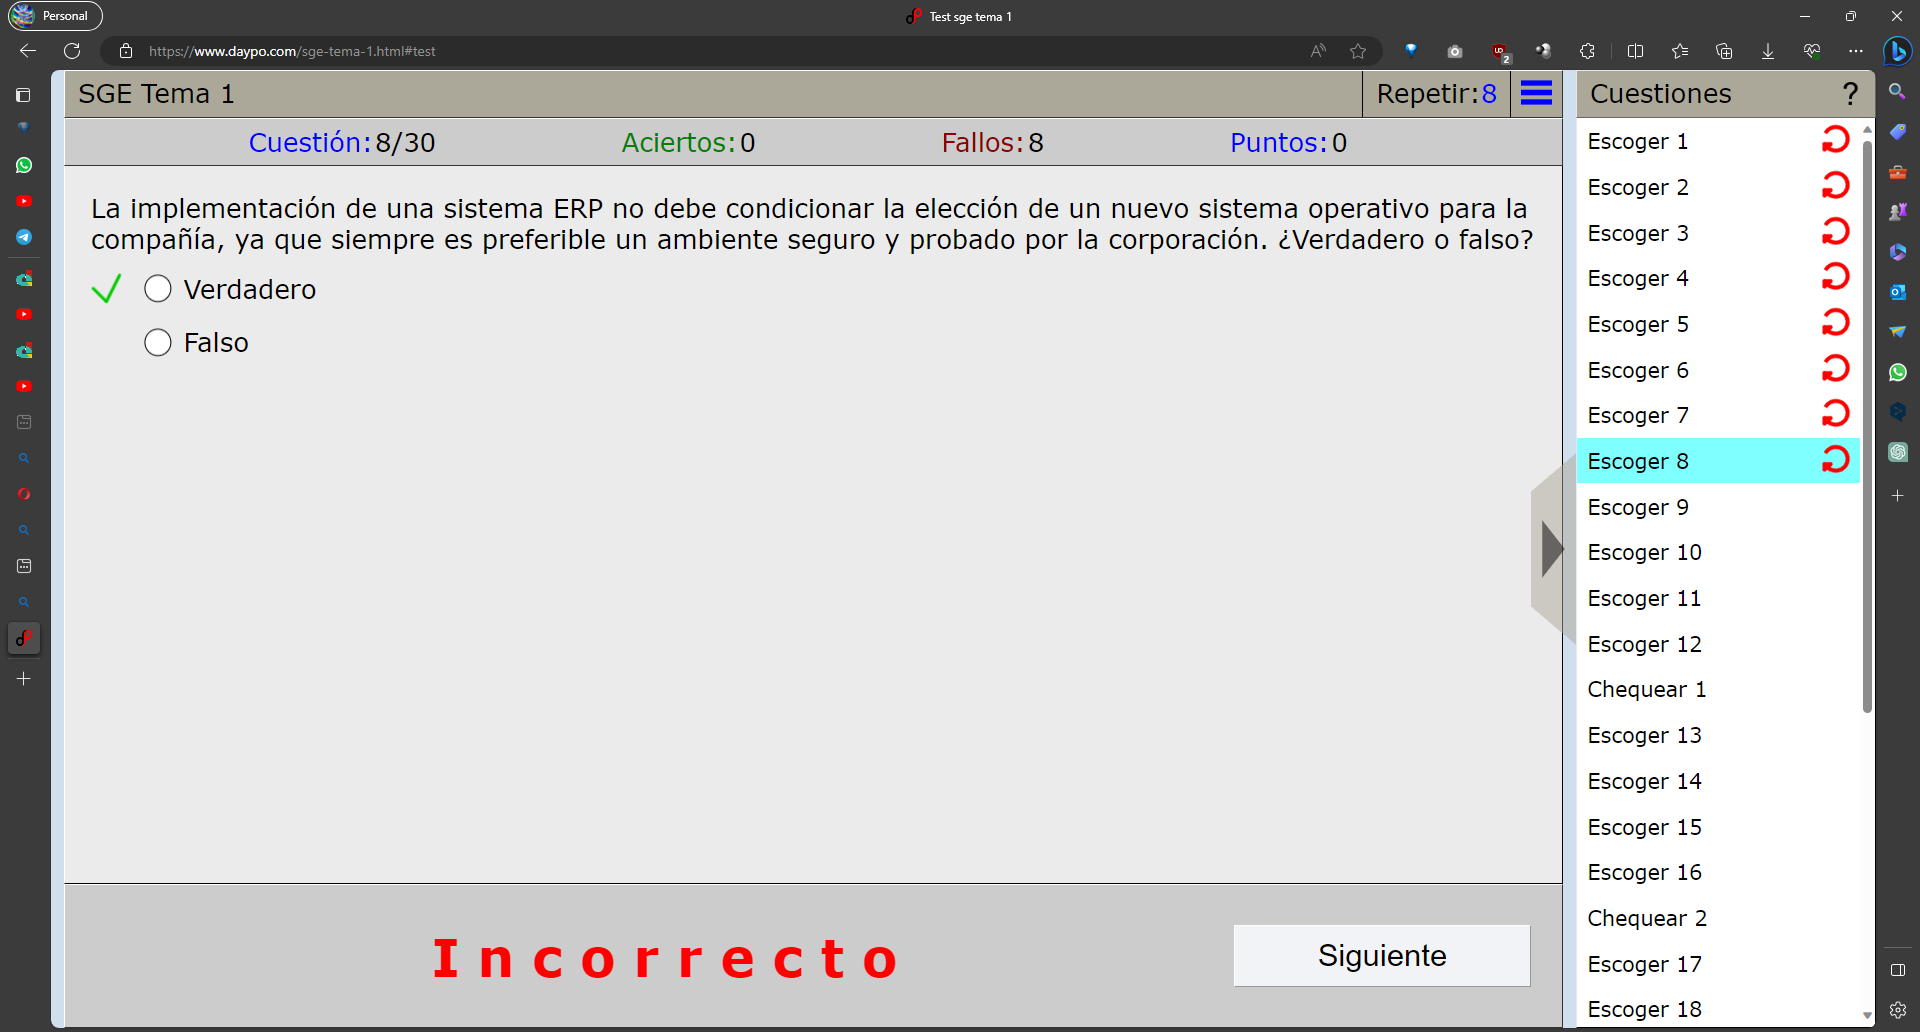 Personal
Test sge tema 1
https://www.daypo.com/sge-tema-1.html#test
2
SGE Tema 1
Repetir:8
Cuestiones
?
Cuestión:8/30
Aciertos:0
Fallos:8
Puntos:0
La implementación de una sistema ERP no debe condicionar la elección de un nuevo sistema operativo para la
compañía, ya que siempre es preferible un ambiente seguro y probado por la corporación. ¿Verdadero o falso?
Verdadero
Falso
Incorrecto
Siguiente
Escoger 1
Escoger 2
Escoger 3
Escoger 4
Escoger 5
Escoger 6
Escoger 7
Escoger 8
Escoger 9
Escoger 10
Escoger 11
Escoger 12
Chequear 1
Escoger 13
Escoger 14
Escoger 15
Escoger 16
Chequear 2
Escoger 17
Escoger 18